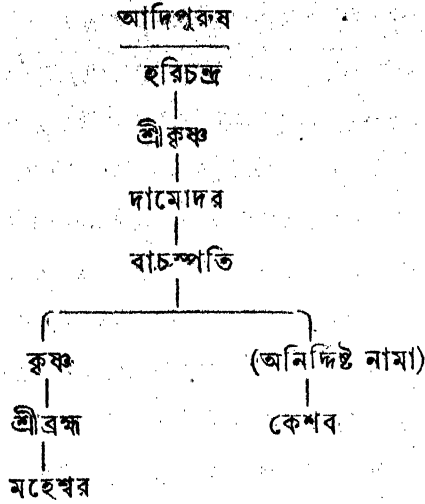 আদিপুরুষ
হরিচন্দ্র
শ্রীকৃষ্ণ
দামোদর
বাচস্পতি
কৃষ্ণ (অনিদ্দিষ্ট নামা)
শ্রীব্রহ্ম কেশব
মহেশ্বর